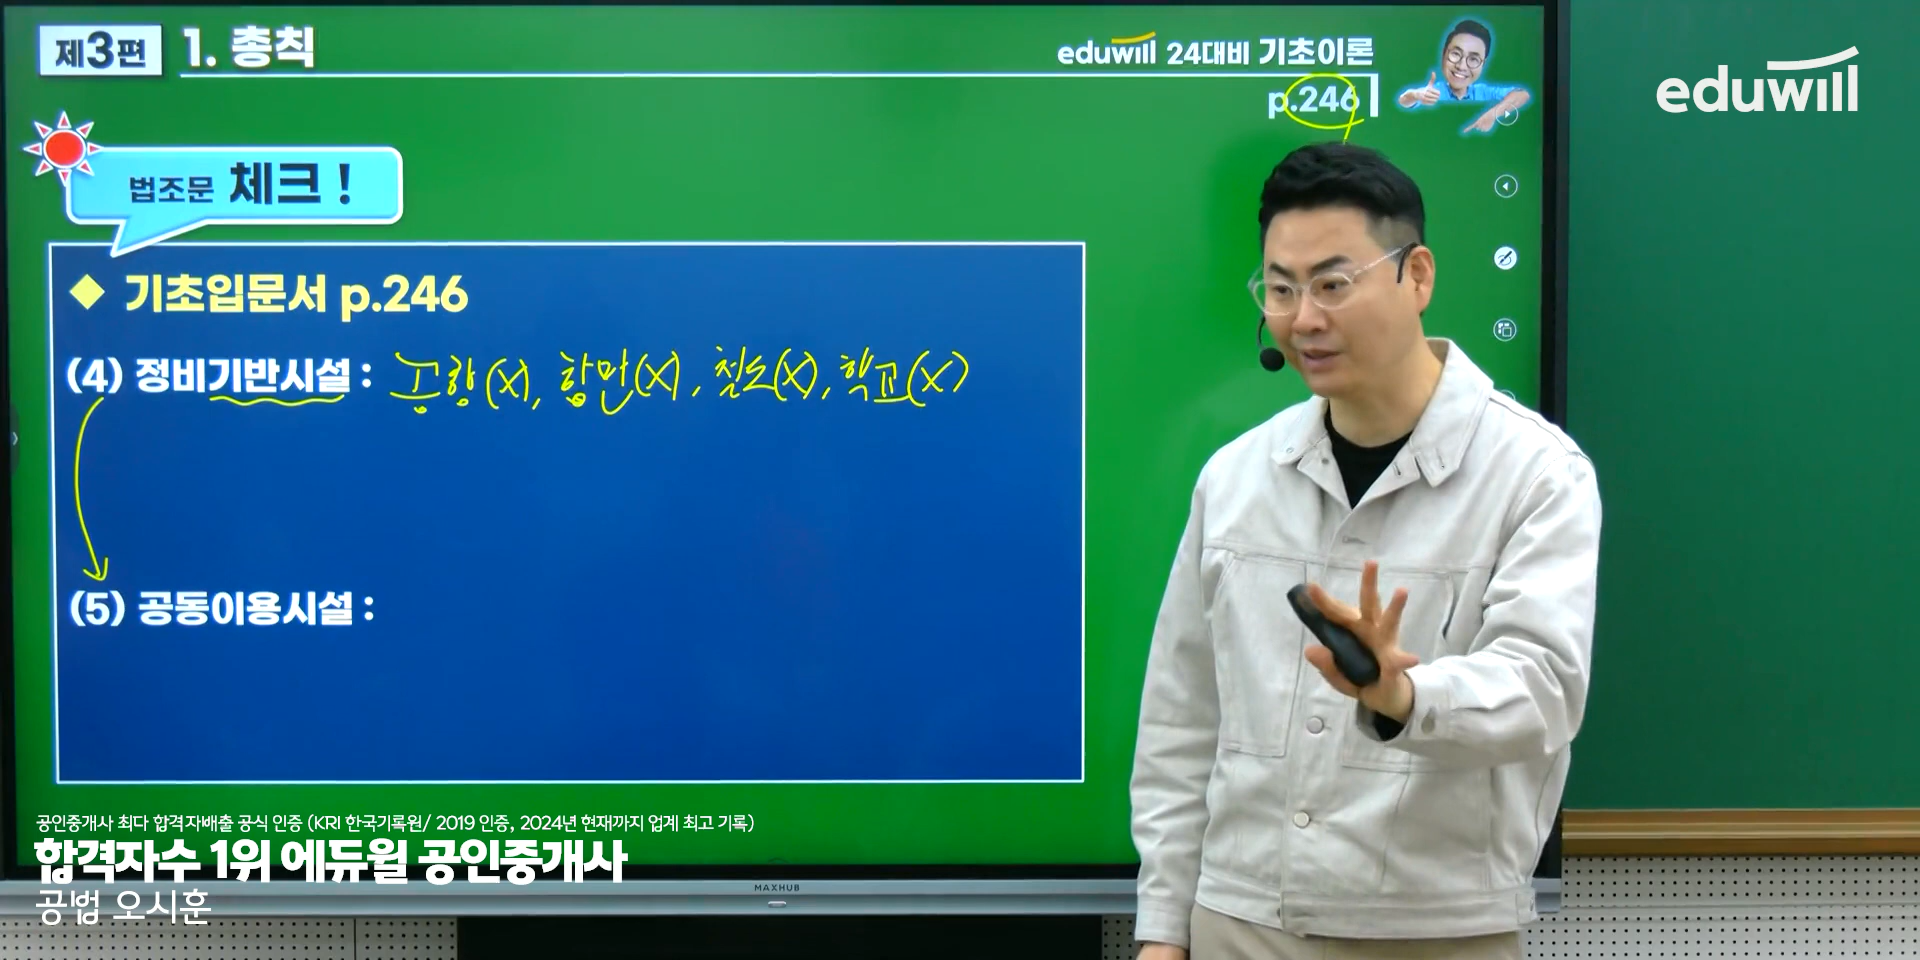 제3편 1. 총칙
eduwill 24대비 기초이론
p.246
eduwill
법조문 체크!
◆ 기초입문서 p.246
(4) 정비기반시설 : 공항(X), 항만(X), 철도(X), 학교(X)
(5) 공동이용시설 :
공인중개사 최다 합격자배출 공식 인증 (KRI 한국기록원/ 2019 인증, 2024년 현재까지 업계 최고 기록)
합격자수 1위 에듀윌 공인중개사
공법 오시훈
MAXHUB